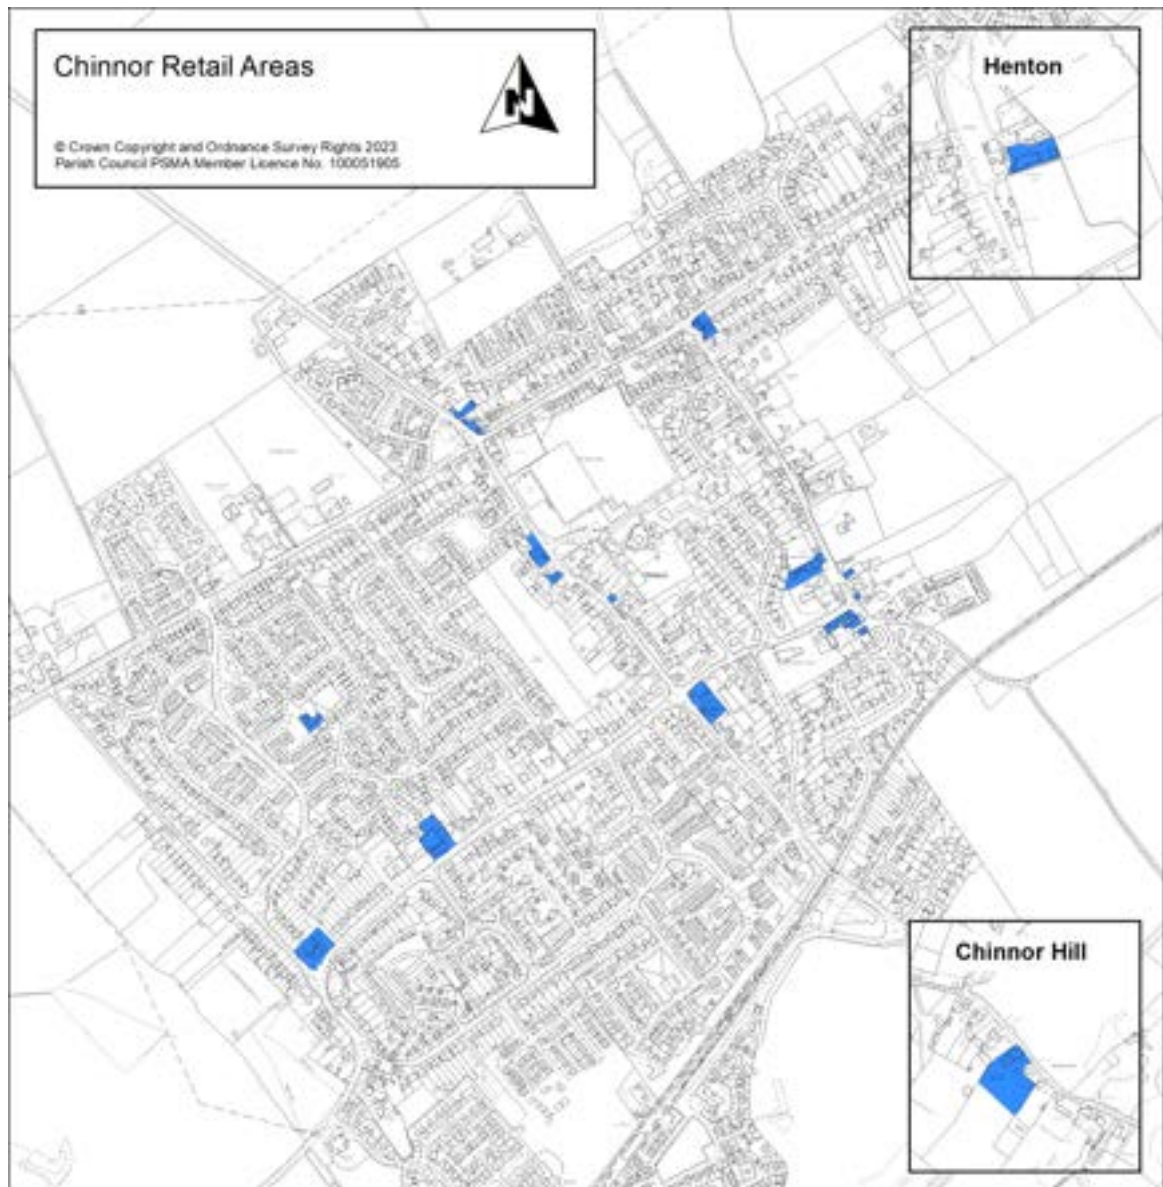 Chinnor Retail Areas
N
© Crown Copyright and Ordnance Survey Rights 2023
Parish Council PSMA Member Licence No. 100051905
Henton
Chinnor Hill